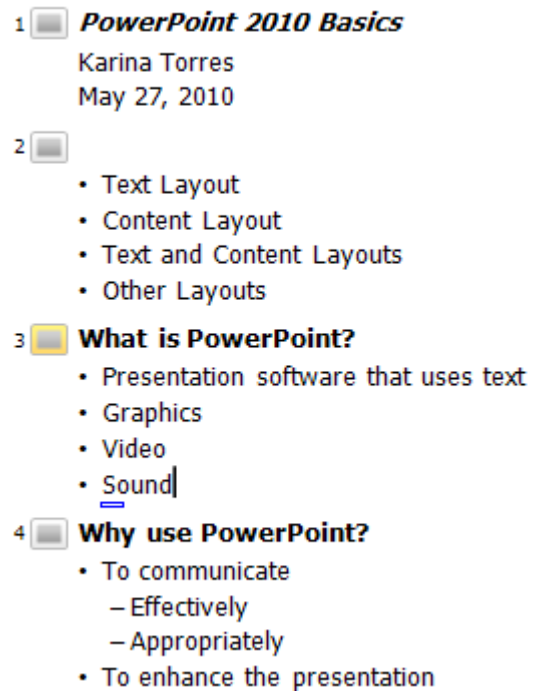 1 PowerPoint 2010 Basics
Karina Torres
May 27, 2010
2
• Text Layout
• Content Layout
• Text and Content Layouts
• Other Layouts
3 What is PowerPoint?
• Presentation software that uses text
• Graphics
• Video
• Sound
4 Why use PowerPoint?
• To communicate
– Effectively
– Appropriately
• To enhance the presentation